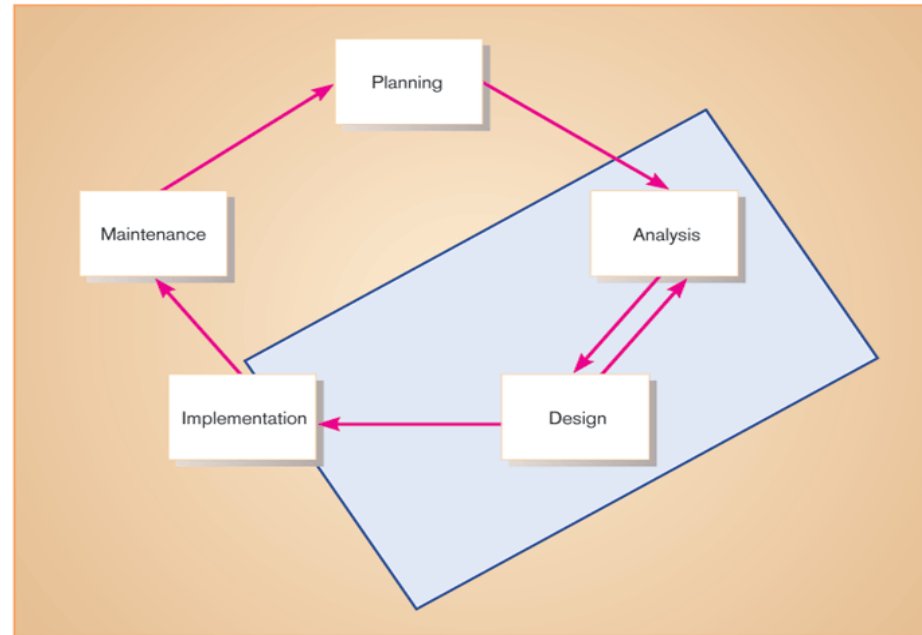 Planning
Maintenance
Analysis
Implementation
Design